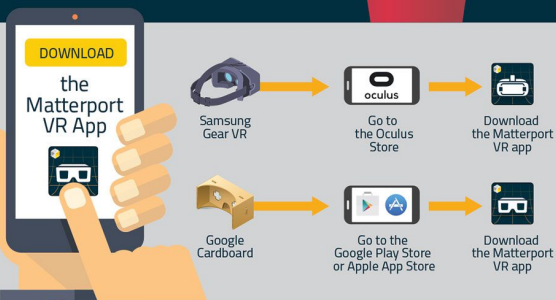 DOWNLOAD
the
Matterport
VR App
Samsung
Gear VR
oculus
Go to
the Oculus
Store
Download
the Matterport
VR app
Google
Cardboard
Go to the
Google Play Store
or Apple App Store
Download
the Matterport
VR app